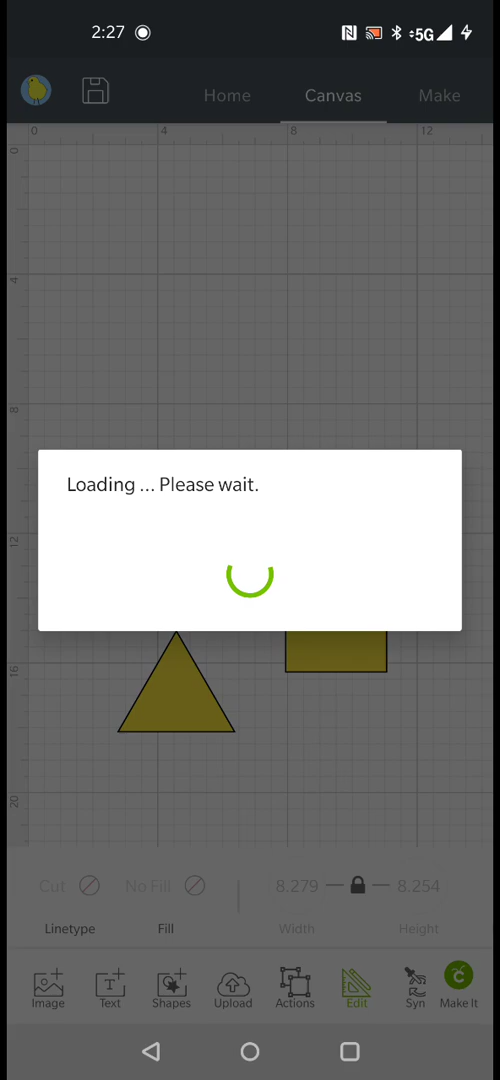 2:27 5G
Home Canvas Make
0 4 8 12
0
4
8
Loading ... Please wait.
12
16
20
Cut No Fill 8.279 8.254
Linetype Fill Width Height
Image Text Shapes Upload Actions Edit Syn Make It